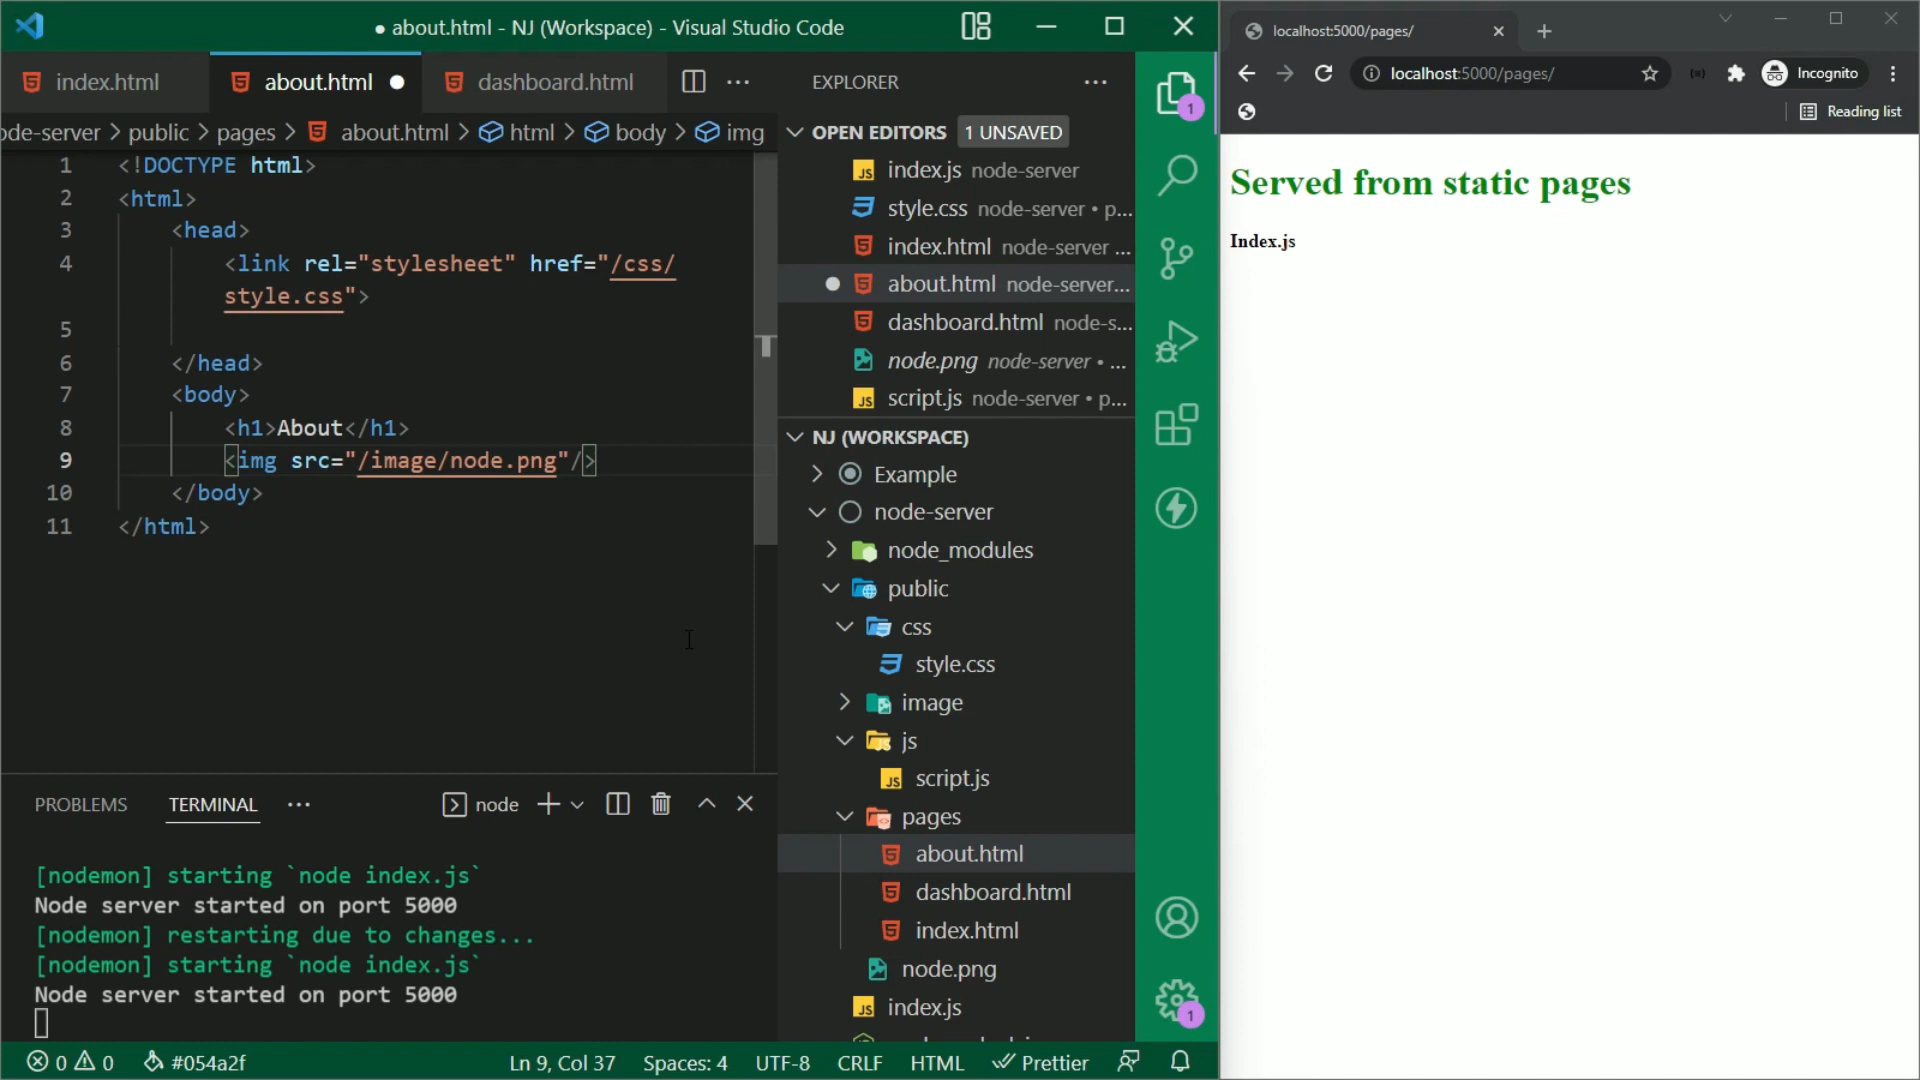 ● about.html - NJ (Workspace) - Visual Studio Code
index.html
about.html ●
dashboard.html
ode-server > public > pages > about.html > html > body > img
1 <!DOCTYPE html>
2 <html>
3 <head>
4 <link rel="stylesheet" href="/css/
style.css">
5
6 </head>
7 <body>
8 <h1>About</h1>
9 <img src="/image/node.png"/>
10 </body>
11 </html>
PROBLEMS
TERMINAL
node
[nodemon] starting `node index.js`
Node server started on port 5000
[nodemon] restarting due to changes...
[nodemon] starting `node index.js`
Node server started on port 5000
EXPLORER
OPEN EDITORS 1 UNSAVED
index.js node-server
style.css node-server • p...
index.html node-server ...
● about.html node-server...
dashboard.html node-s...
node.png node-server • ...
script.js node-server • p...
NJ (WORKSPACE)
Example
node-server
node_modules
public
css
style.css
image
js
script.js
pages
about.html
dashboard.html
index.html
node.png
index.js
1
1
0 0 #054a2f
Ln 9, Col 37
Spaces: 4
UTF-8
CRLF
HTML
Prettier
localhost:5000/pages/
localhost:5000/pages/
Incognito
Reading list
Served from static pages
Index.js